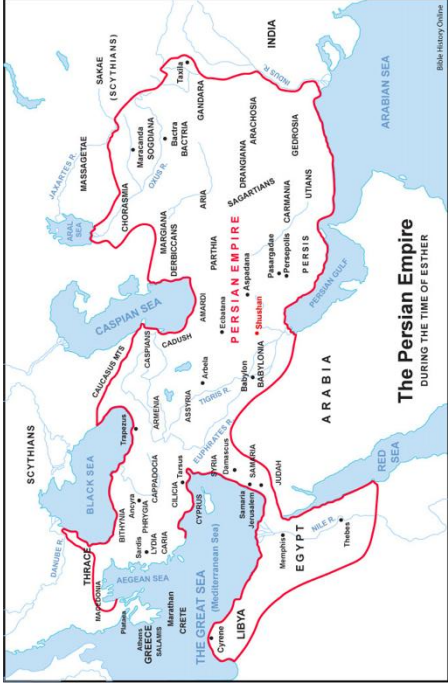 SCYTHIANS
DANUBE R.
THRACE
MACEDONIA
BLACK SEA
CAUCASUS MTS
CASPIAN SEA
ARAL SEA
JAXARTES R.
MASSAGETAE
SAKAE
(SCYTHIANS)
CHORASMIA
Maracanda
SOGDIANA
OXUS R.
Bactra
BACTRIA
Taxila
GANDARA
INDUS R.
INDIA
MARGIANA
DERBICCANS
ARIA
PARTHIA
DRANGIANA
ARACHOSIA
SAGARTIANS
GEDROSIA
CARMANIA
UTIANS
Trapezus
ARMENIA
CASPIANS
CADUSH
AMARDI
Ecbatana
PERSIAN EMPIRE
Aspadana
Shushan
Pasargadae
Persepolis
PERSIS
Arbela
ASSYRIA
TIGRIS R.
Babylon
BABYLONIA
EUPHRATES R.
PERSIAN GULF
ARABIAN SEA
BITHYNIA
Ancyra
PHRYGIA
CAPPADOCIA
Sardis
LYDIA
CARIA
CILICIA
Tarsus
CYPRUS
SYRIA
Damascus
SAMARIA
Samaria
Jerusalem
JUDAH
AEGEAN SEA
Plataea
Athens
GREECE
SALAMIS
Marathan
CRETE
THE GREAT SEA
(Mediterranean Sea)
Cyrene
LIBYA
Memphis
EGYPT
NILE R.
Thebes
RED SEA
ARABIA
The Persian Empire
DURING THE TIME OF ESTHER
Bible History Online